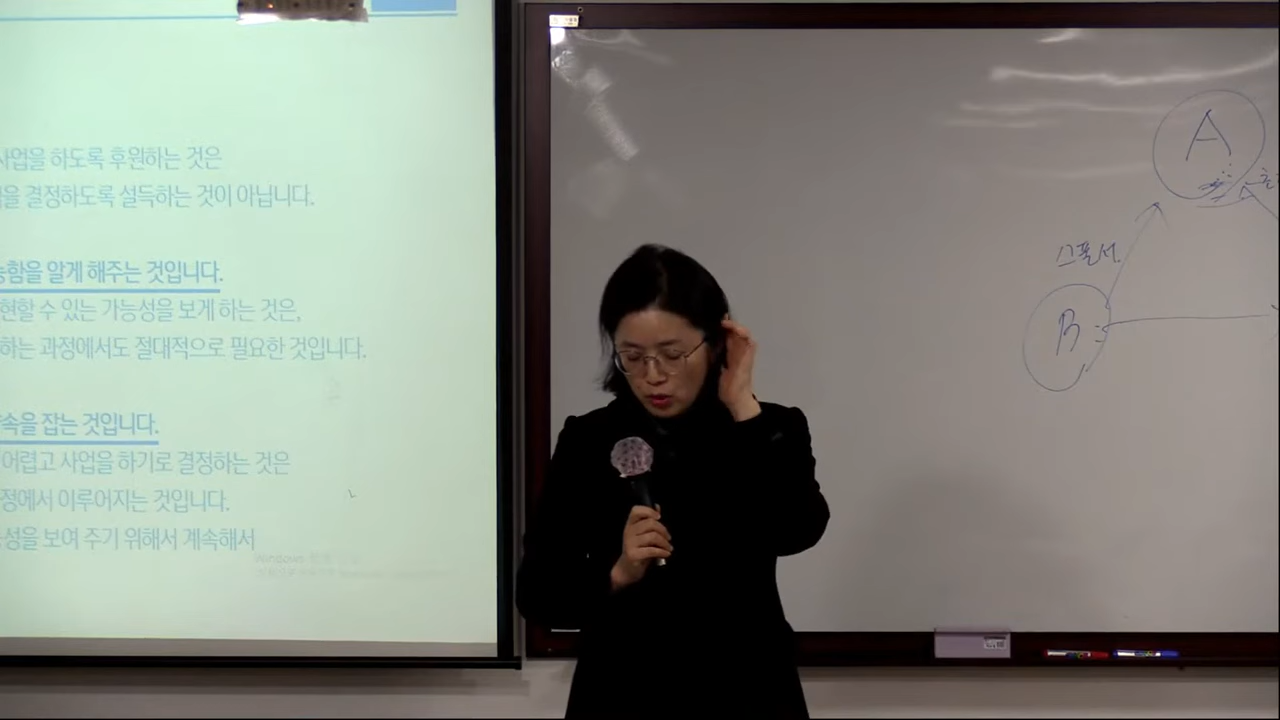 사업을 하도록 후원하는 것은
을 결정하도록 설득하는 것이 아닙니다.
능함을 알게 해주는 것입니다.
현할 수 있는 가능성을 보게 하는 것은,
하는 과정에서도 절대적으로 필요한 것입니다.
속을 잡는 것입니다.
어렵고 사업을 하기로 결정하는 것은
정에서 이루어지는 것입니다.
성을 보여 주기 위해서 계속해서
A
스폰서
B